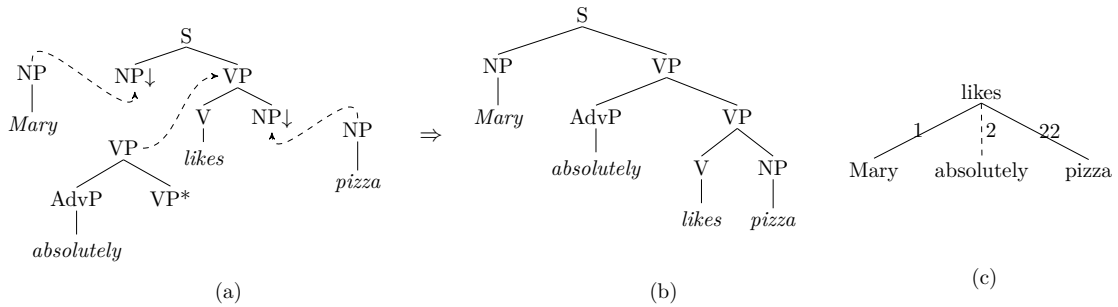 S
NP NP↓ VP
Mary V NP↓ NP
likes
VP pizza
AdvP VP*
absolutely
(a)
⇒
S
NP VP
Mary AdvP VP
absolutely V NP
likes pizza
(b)
likes
1 2 22
Mary absolutely pizza
(c)